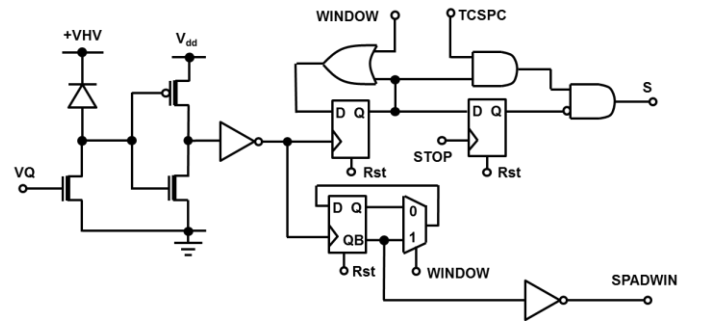 WINDOW
TCSPC
+VHV
Vdd
S
D Q
D Q
STOP
Rst
Rst
VQ
D Q
0
QB
1
Rst
WINDOW
SPADWIN